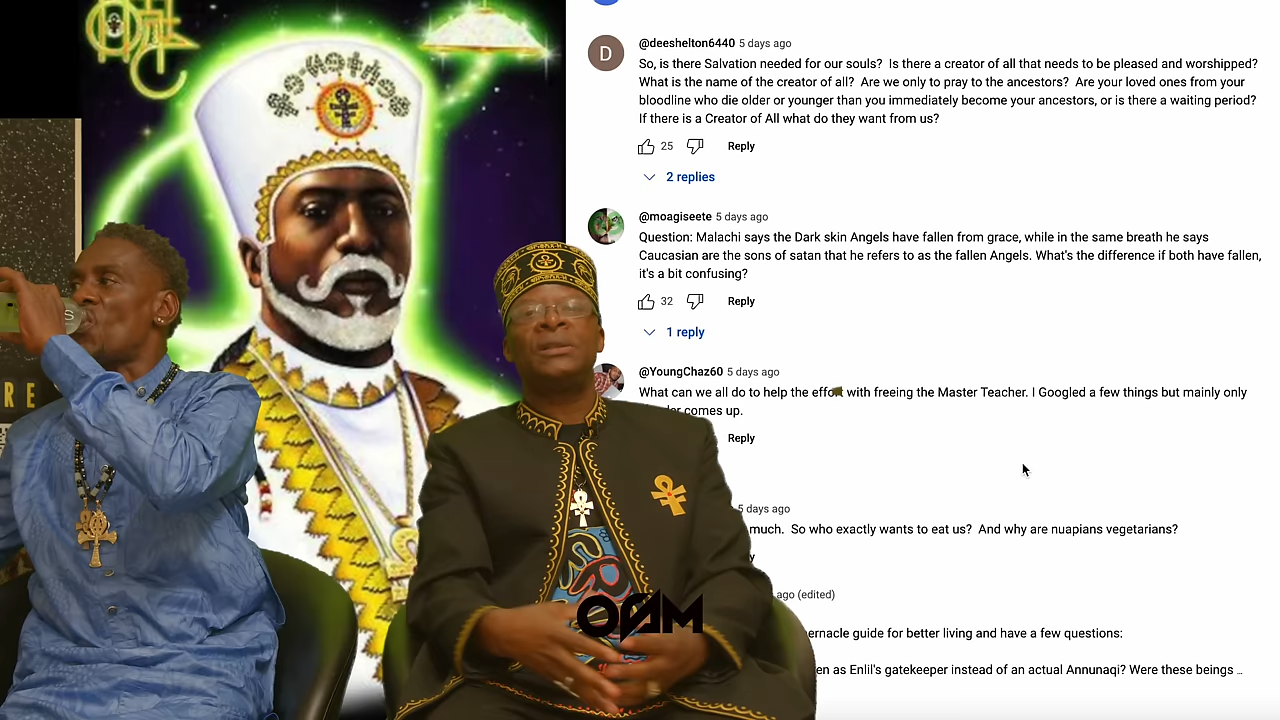 @deeshelton6440 5 days ago
So, is there Salvation needed for our souls? Is there a creator of all that needs to be pleased and worshipped?
What is the name of the creator of all? Are we only to pray to the ancestors? Are your loved ones from your
bloodline who die older or younger than you immediately become your ancestors, or is there a waiting period?
If there is a Creator of All what do they want from us?
25 Reply
2 replies
@moagiseete 5 days ago
Question: Malachi says the Dark skin Angels have fallen from grace, while in the same breath he says
Caucasian are the sons of satan that he refers to as the fallen Angels. What's the difference if both have fallen,
it's a bit confusing?
32 Reply
1 reply
@YoungChaz60 5 days ago
What can we all do to help the effort with freeing the Master Teacher. I Googled a few things but mainly only
comes up.
Reply
5 days ago
much. So who exactly wants to eat us? And why are nuapians vegetarians?
ago (edited)
guide for better living and have a few questions:
as Enlil's gatekeeper instead of an actual Annunaqi? Were these beings ...
D
RE
S